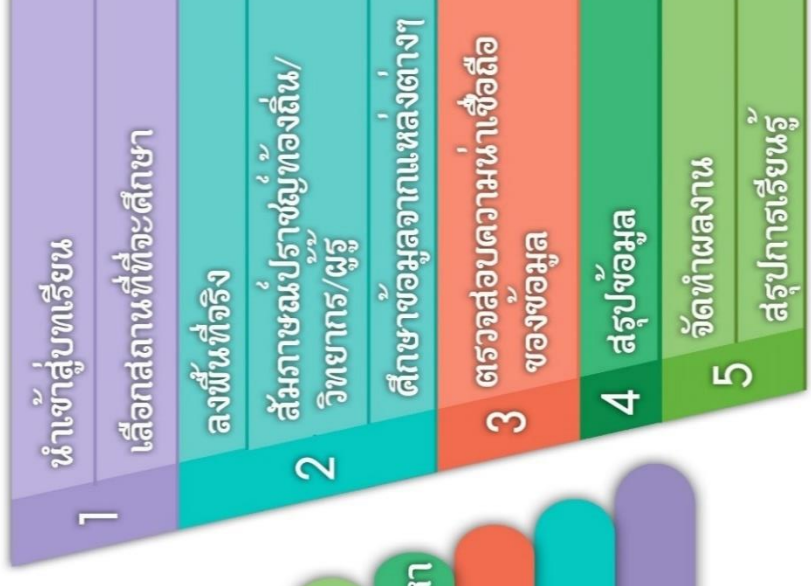 1
นำเข้าสู่บทเรียน
เลือกสถานที่ที่จะศึกษา
2
ลงพื้นที่จริง
สัมภาษณ์ปราชญ์ท้องถิ่น/
วิทยากร/ผู้รู้
ศึกษาข้อมูลจากแหล่งต่างๆ
3
ตรวจสอบความน่าเชื่อถือ
ของข้อมูล
4
สรุปข้อมูล
5
จัดทำผลงาน
สรุปการเรียนรู้